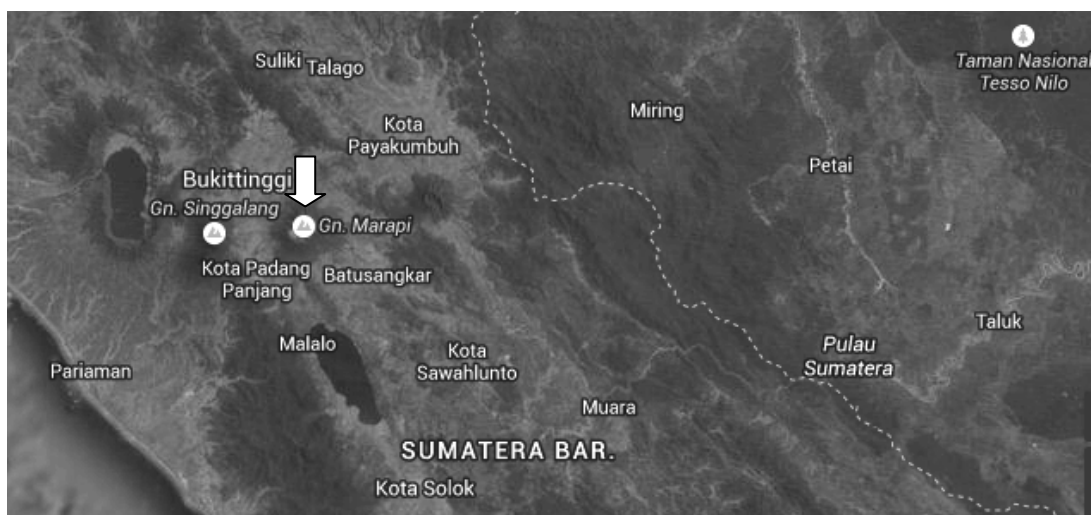 Taman Nasional
Tesso Nilo
Suliki
Talago
Miring
Kota
Payakumbuh
Petai
Bukittinggi
Gn. Singgalang
Gn. Marapi
Kota Padang
Panjang
Batusangkar
Taluk
Malalo
Kota
Sawahlunto
Pulau
Sumatera
Pariaman
Muara
SUMATERA BAR.
Kota Solok